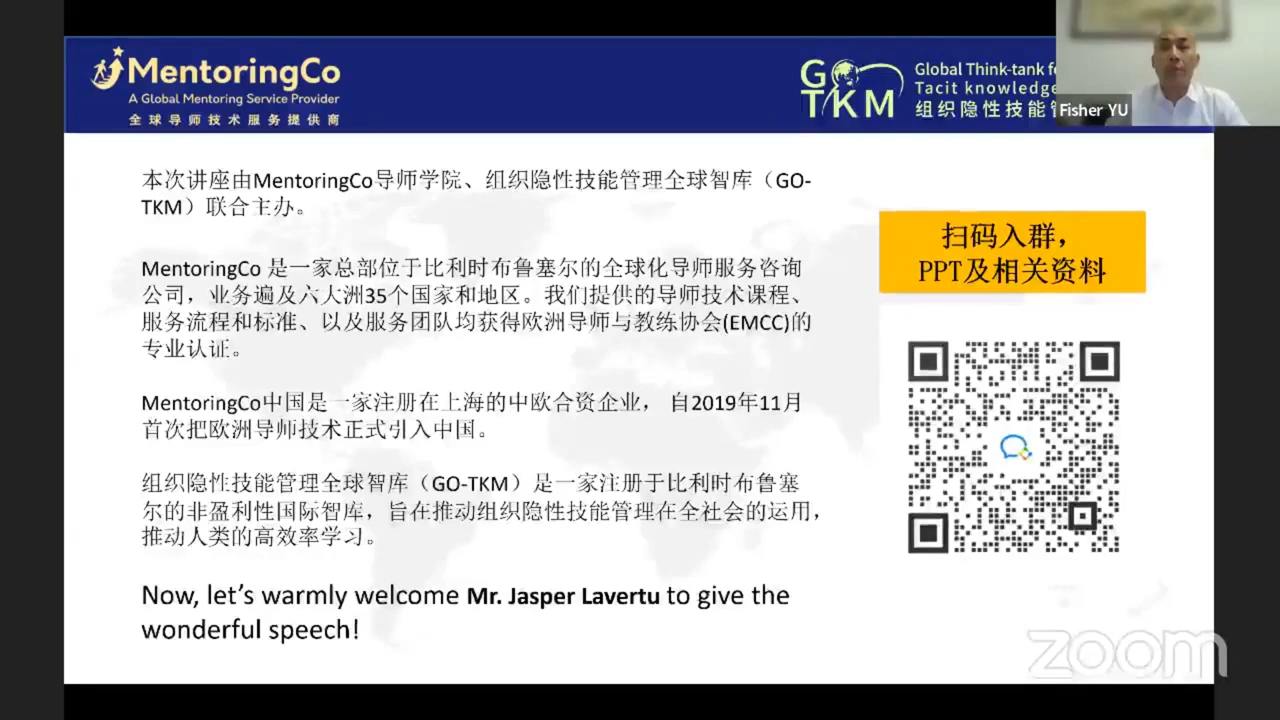 MentoringCo
A Global Mentoring Service Provider
全球导师技术服务提供商
GO
TKM
Global Think-tank
Tacit knowledge
组织隐性技能
Fisher YU
本次讲座由MentoringCo导师学院、组织隐性技能管理全球智库（GO-
TKM）联合主办。
MentoringCo 是一家总部位于比利时布鲁塞尔的全球化导师服务咨询
公司，业务遍及六大洲35个国家和地区。我们提供的导师技术课程、
服务流程和标准、以及服务团队均获得欧洲导师与教练协会(EMCC)的
专业认证。
MentoringCo中国是一家注册在上海的中欧合资企业， 自2019年11月
首次把欧洲导师技术正式引入中国。
组织隐性技能管理全球智库（GO-TKM）是一家注册于比利时布鲁塞
尔的非盈利性国际智库，旨在推动组织隐性技能管理在全社会的运用，
推动人类的高效率学习。
Now, let’s warmly welcome Mr. Jasper Lavertu to give the
wonderful speech!
扫码入群，
PPT及相关资料
zoom